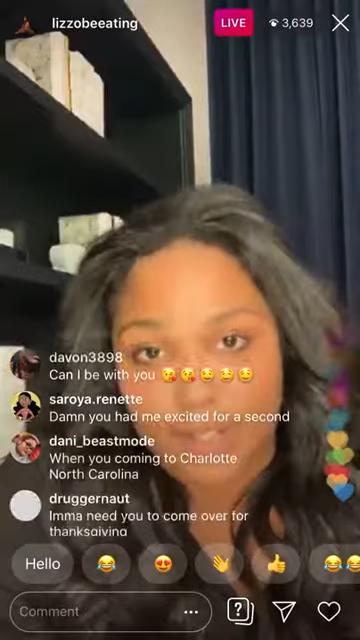 lizzobeeating
LIVE
3,639
davon3898
Can I be with you 😘😘😔😔😔
saroya.renette
Damn you had me excited for a second
dani_beastmode
When you coming to Charlotte
North Carolina
druggernaut
Imma need you to come over for
thanksgiving
Hello
Comment
?